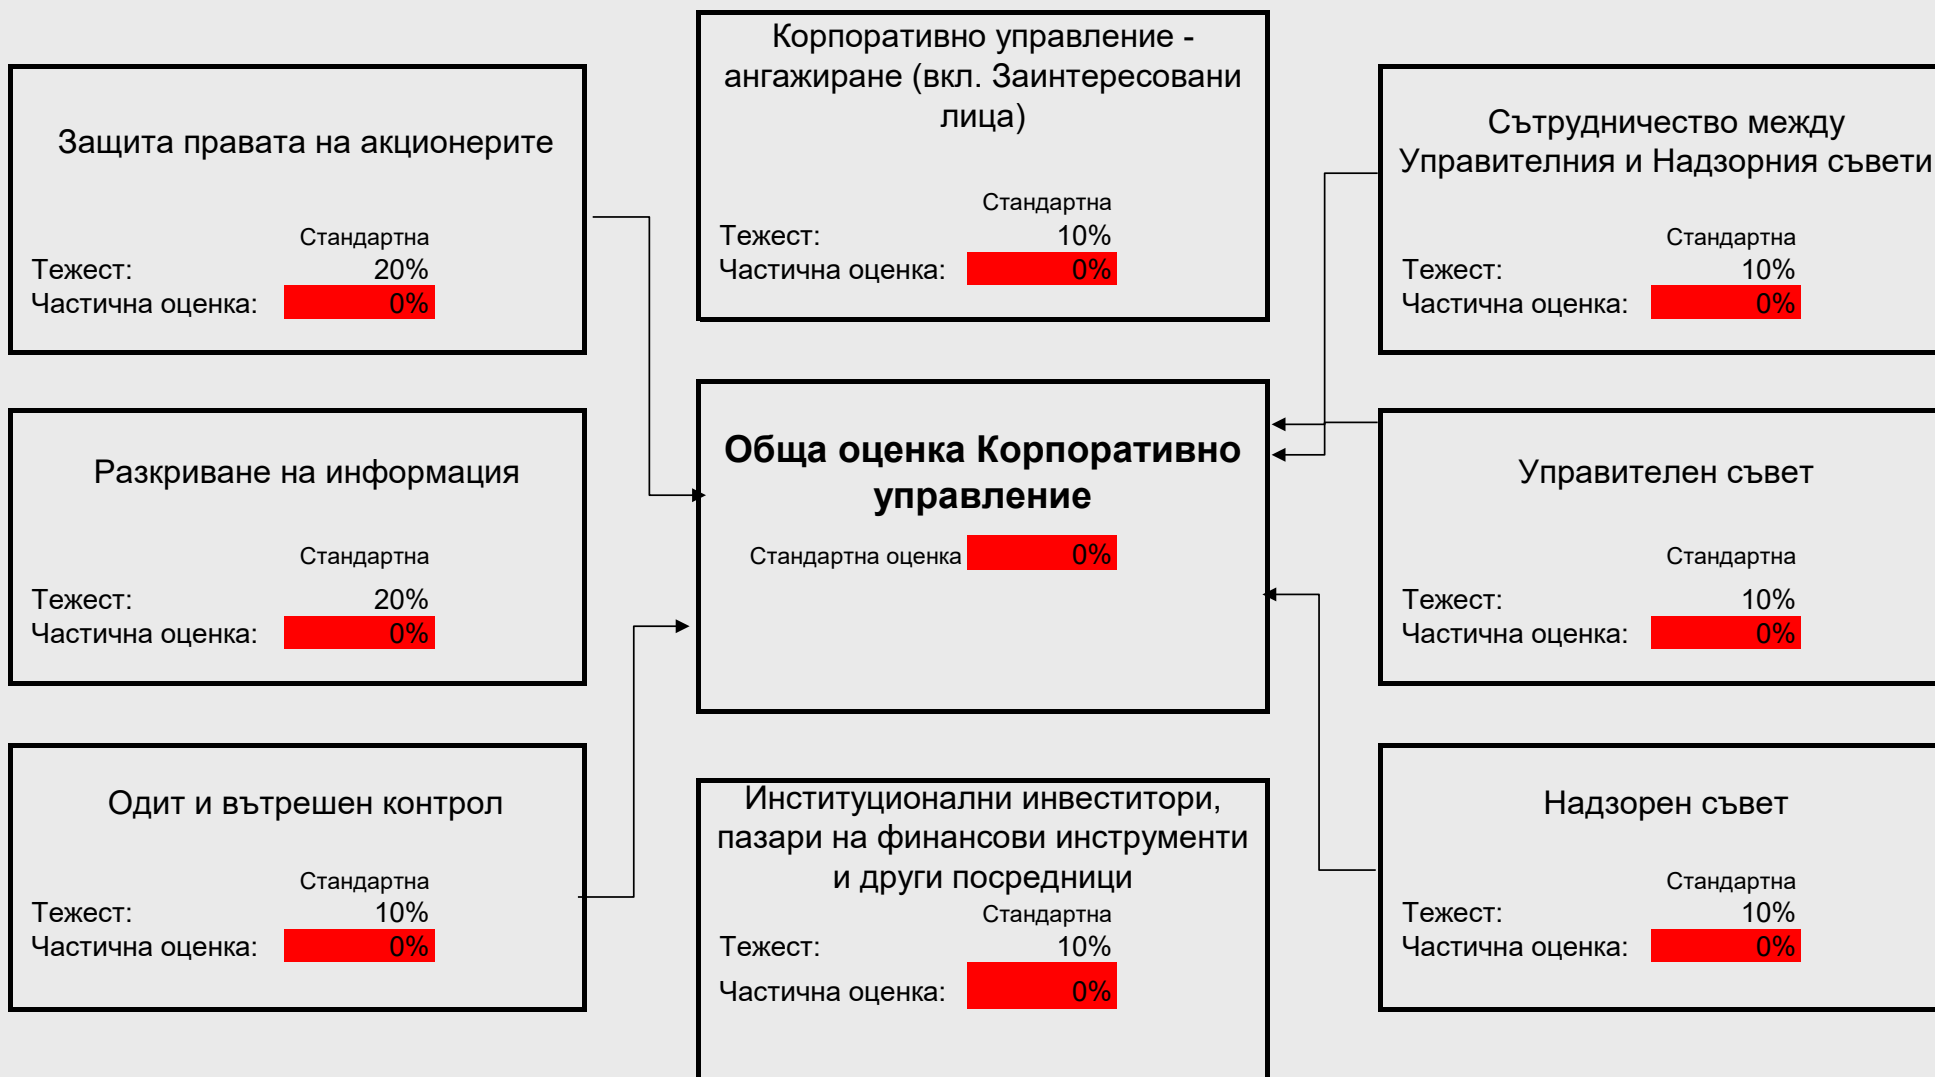 Корпоративно управление -
ангажиране (вкл. Заинтересовани
лица)
Стандартна
Тежест: 10%
Частична оценка: 0%
Защита правата на акционерите
Стандартна
Тежест: 20%
Частична оценка: 0%
Сътрудничество между
Управителния и Надзорния съвети
Стандартна
Тежест: 10%
Частична оценка: 0%
Разкриване на информация
Стандартна
Тежест: 20%
Частична оценка: 0%
Обща оценка Корпоративно
управление
Стандартна оценка 0%
Управителен съвет
Стандартна
Тежест: 10%
Частична оценка: 0%
Одит и вътрешен контрол
Стандартна
Тежест: 10%
Частична оценка: 0%
Институционални инвеститори,
пазари на финансови инструменти
и други посредници
Стандартна
Тежест: 10%
Частична оценка: 0%
Надзорен съвет
Стандартна
Тежест: 10%
Частична оценка: 0%